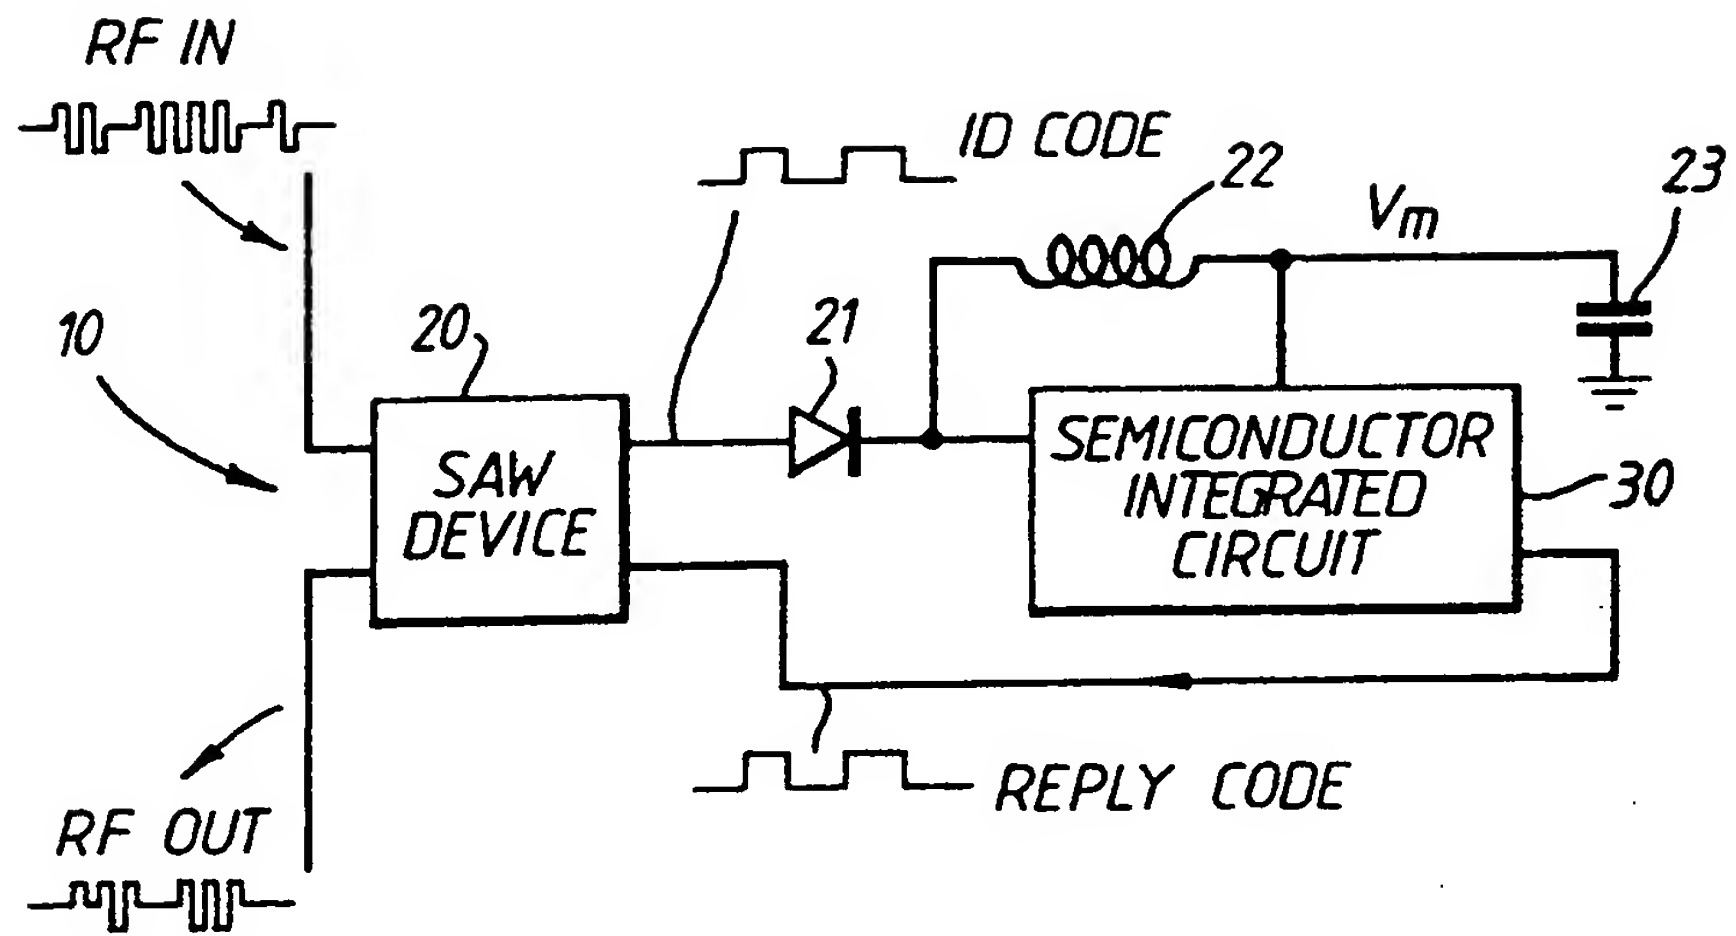 RF IN
ID CODE
22
23
Vm
10
20
21
SAW
DEVICE
SEMICONDUCTOR
INTEGRATED
CIRCUIT
30
RF OUT
REPLY CODE